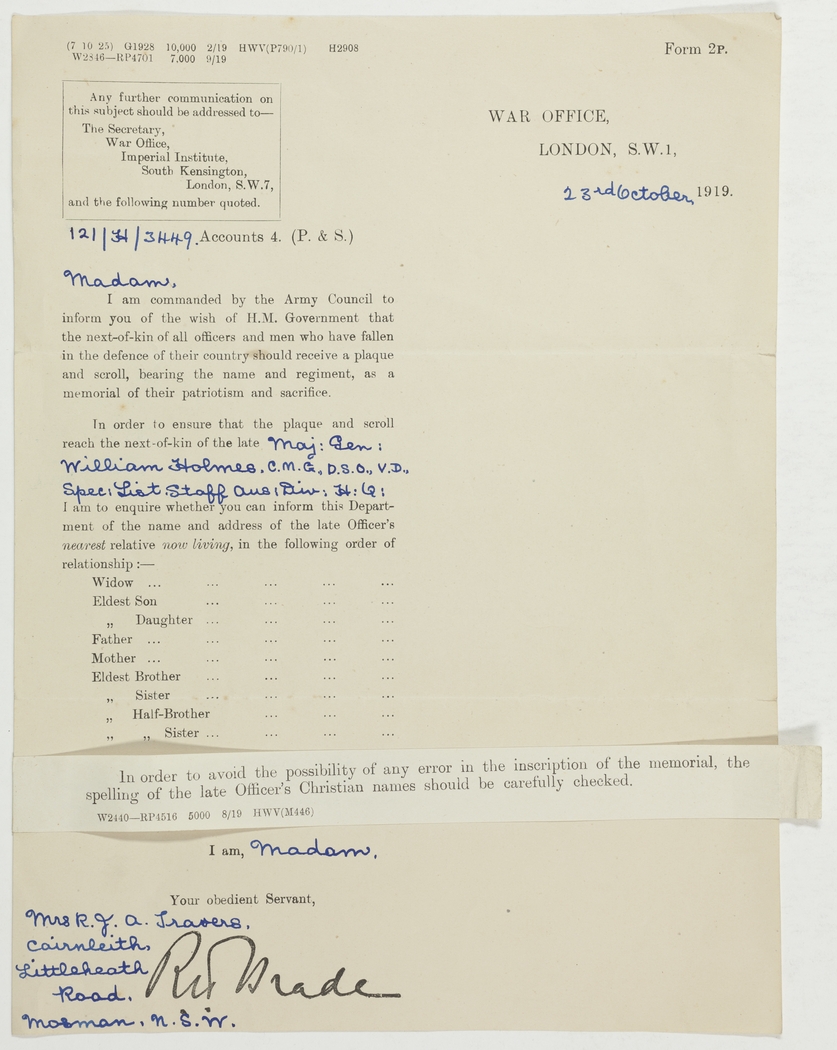 (7 10 25) G1928 10,000 2/19 HWV(P790/1) H2908
W2846—RP4701 7.000 9/19
Form 2P.
Any further communication on
this subject should be addressed to—
The Secretary,
War Office,
Imperial Institute,
South Kensington,
London, S.W.7,
and the following number quoted.
WAR OFFICE,
LONDON, S.W.1,
23rd October, 1919.
121/H/3449. Accounts 4. (P. & S.)
Madam,
I am commanded by the Army Council to
inform you of the wish of H.M. Government that
the next-of-kin of all officers and men who have fallen
in the defence of their country should receive a plaque
and scroll, bearing the name and regiment, as a
memorial of their patriotism and sacrifice.
In order to ensure that the plaque and scroll
reach the next-of-kin of the late Maj: Gen:
William Holmes, C.M.G., D.S.O., V.D.,
Spec: List: Staff Aus: Div: H:Q:
I am to enquire whether you can inform this Depart-
ment of the name and address of the late Officer's
nearest relative now living, in the following order of
relationship :—
Widow ... ... ... ... ...
Eldest Son ... ... ... ...
„ Daughter ... ... ... ...
Father ... ... ... ... ...
Mother ... ... ... ... ...
Eldest Brother ... ... ... ...
„ Sister ... ... ... ...
„ Half-Brother ... ... ...
„ „ Sister ... ... ... ...
In order to avoid the possibility of any error in the inscription of the memorial, the
spelling of the late Officer's Christian names should be carefully checked.
W2440—RP4516 5000 8/19 HWV(M446)
I am, Madam,
Your obedient Servant,
Mrs R. J. A. Travers,
Cairnleith,
Littleheath
Road,
Mosman, N.S.W.
Brade